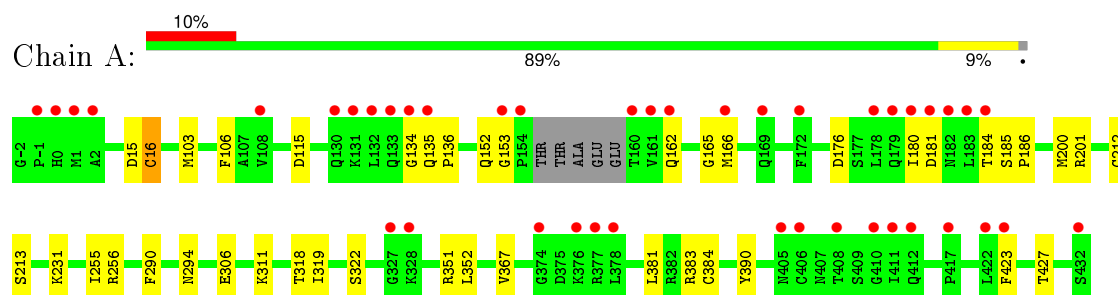 10%
Chain A:
89% 9% •
G-2 P-1 H0 M1 A2 D15 C16 M103 F106 A107 V108 D115 Q130 K131 L132 Q133 G134 Q135 P136 Q152 G153 P154 THR THR ALA GLU GLU T160 V161 Q162 G165 M166 Q169 F172 D176 S177 L178 Q179 I180 D181 N182 L183 T184 S185 P186 M200 R201
S213 K231 I255 R256 F290 N294 E306 K311 T318 I319 S322 G327 K328 R351 L352 V367 G374 D375 K376 R377 L378 L381 R382 R383 C384 Y390 N405 C406 N407 T408 S409 G410 I411 Q412 P417 L422 F423 T427 S432